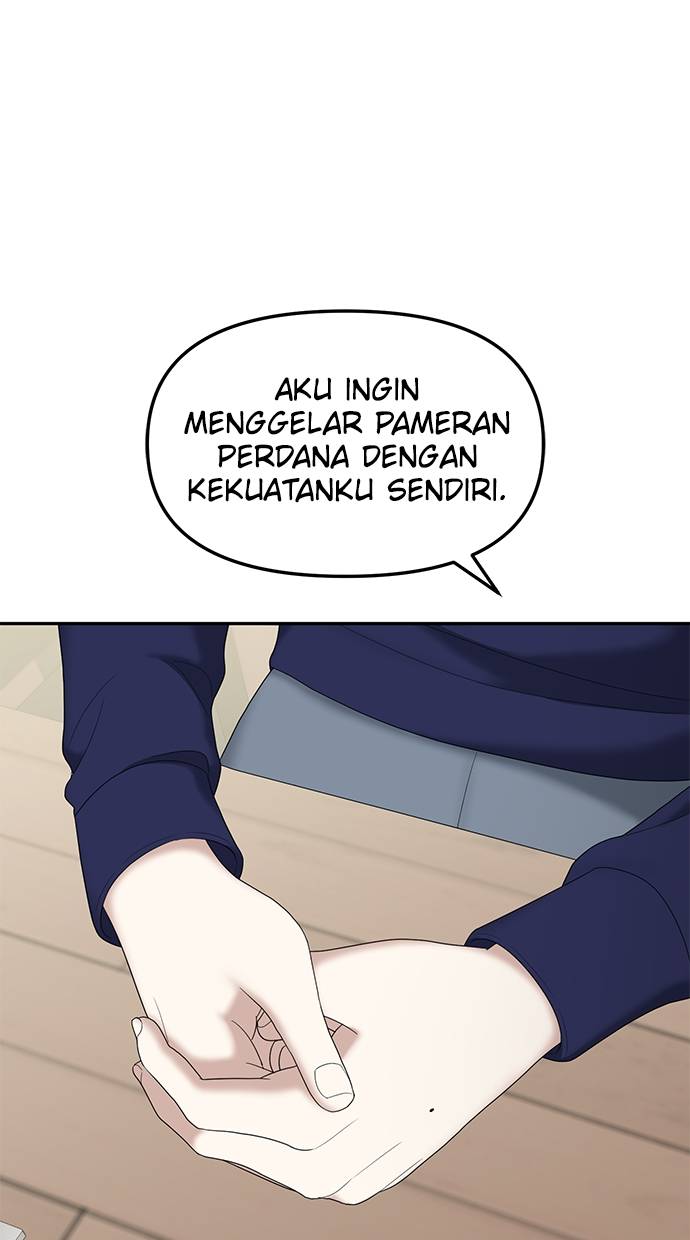 AKU INGIN
MENGGELAR PAMERAN
PERDANA DENGAN
KEKUATANKU SENDIRI.